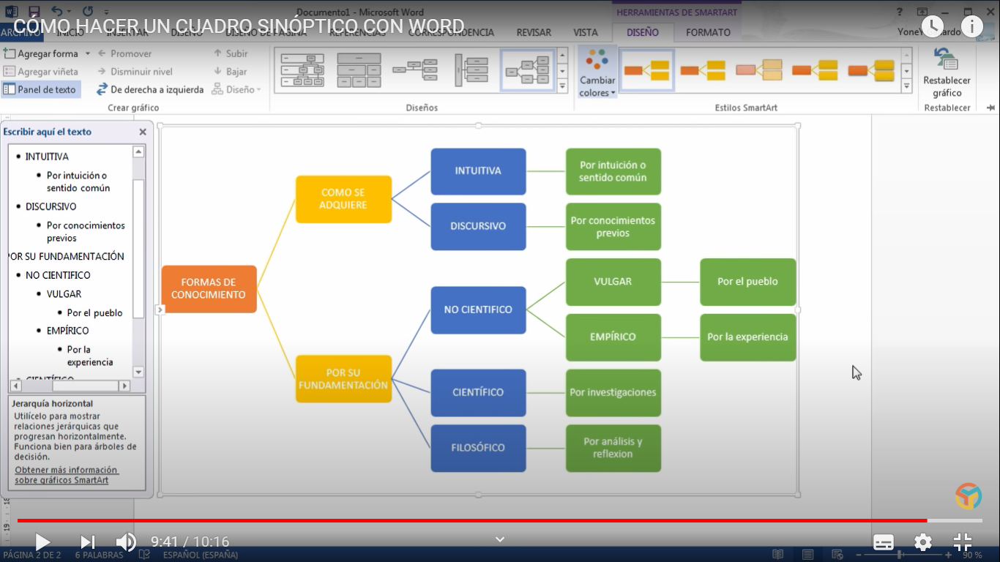 Documento1 - Microsoft Word
HERRAMIENTAS DE SMARTART
?
CÓMO HACER UN CUADRO SINÓPTICO CON WORD
ARCHIVO INICIO INSERTAR DISEÑO DISEÑO DE PÁGINA REFERENCIAS CORRESPONDENCIA REVISAR VISTA DISEÑO FORMATO
Agregar forma
Promover
Subir
Agregar viñeta
Disminuir nivel
Bajar
Panel de texto
De derecha a izquierda
Diseño
Crear gráfico
Diseños
Cambiar
colores
Estilos SmartArt
Restablecer
gráfico
Restablecer
Escribir aquí el texto
• INTUITIVA
• Por intuición o
sentido común
• DISCURSIVO
• Por conocimientos
previos
POR SU FUNDAMENTACIÓN
• NO CIENTIFICO
• VULGAR
• Por el pueblo
• EMPÍRICO
• Por la
experiencia
• CIENTÍFICO
Jerarquía horizontal
Utilícelo para mostrar
relaciones jerárquicas que
progresan horizontalmente.
Funciona bien para árboles de
decisión.
Obtener más información
sobre gráficos SmartArt
FORMAS DE
CONOCIMIENTO
COMO SE
ADQUIERE
INTUITIVA
Por intuición o
sentido común
DISCURSIVO
Por conocimientos
previos
POR SU
FUNDAMENTACIÓN
NO CIENTIFICO
VULGAR
Por el pueblo
EMPÍRICO
Por la experiencia
CIENTÍFICO
Por investigaciones
FILOSÓFICO
Por análisis y
reflexion
18
19
9:41 / 10:16
PÁGINA 2 DE 2
6 PALABRAS
ESPAÑOL (ESPAÑA)
90 %